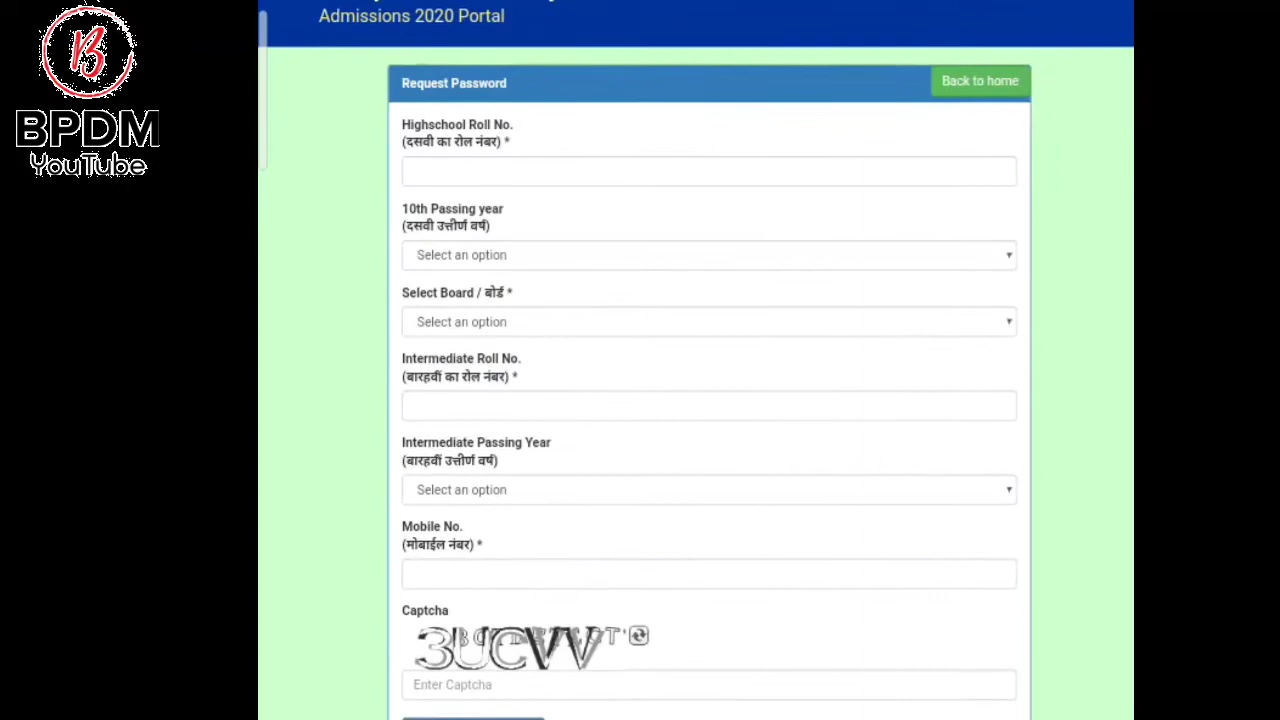 B
BPDM
YouTube
Admissions 2020 Portal
Request Password
Back to home
Highschool Roll No.
(दसवी का रोल नंबर) *
10th Passing year
(दसवी उत्तीर्ण वर्ष)
Select an option
Select Board / बोर्ड *
Select an option
Intermediate Roll No.
(बारहवीं का रोल नंबर) *
Intermediate Passing Year
(बारहवीं उत्तीर्ण वर्ष)
Select an option
Mobile No.
(मोबाईल नंबर) *
Captcha
Enter Captcha